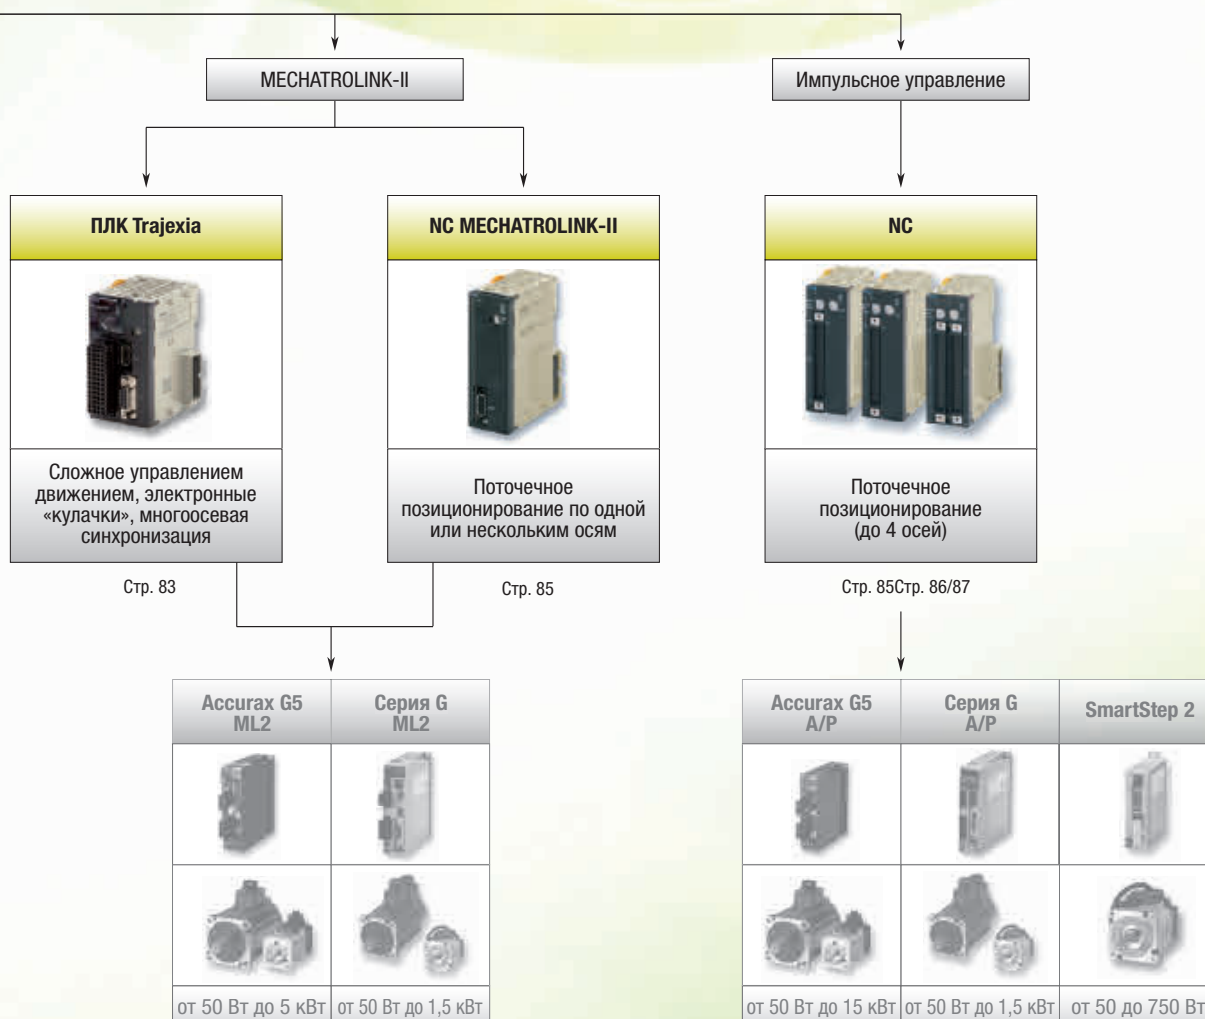 MECHATROLINK-II
Импульсное управление
ПЛК Trajexia
NC MECHATROLINK-II
NC
Сложное управлением
движением, электронные
«кулачки», многоосевая
синхронизация
Поточечное
позиционирование по одной
или нескольким осям
Поточечное
позиционирование
(до 4 осей)
Стр. 83
Стр. 85
Стр. 85Стр. 86/87
Accurax G5
ML2
Серия G
ML2
Accurax G5
A/P
Серия G
A/P
SmartStep 2
от 50 Вт до 5 кВт
от 50 Вт до 1,5 кВт
от 50 Вт до 15 кВт
от 50 Вт до 1,5 кВт
от 50 до 750 Вт